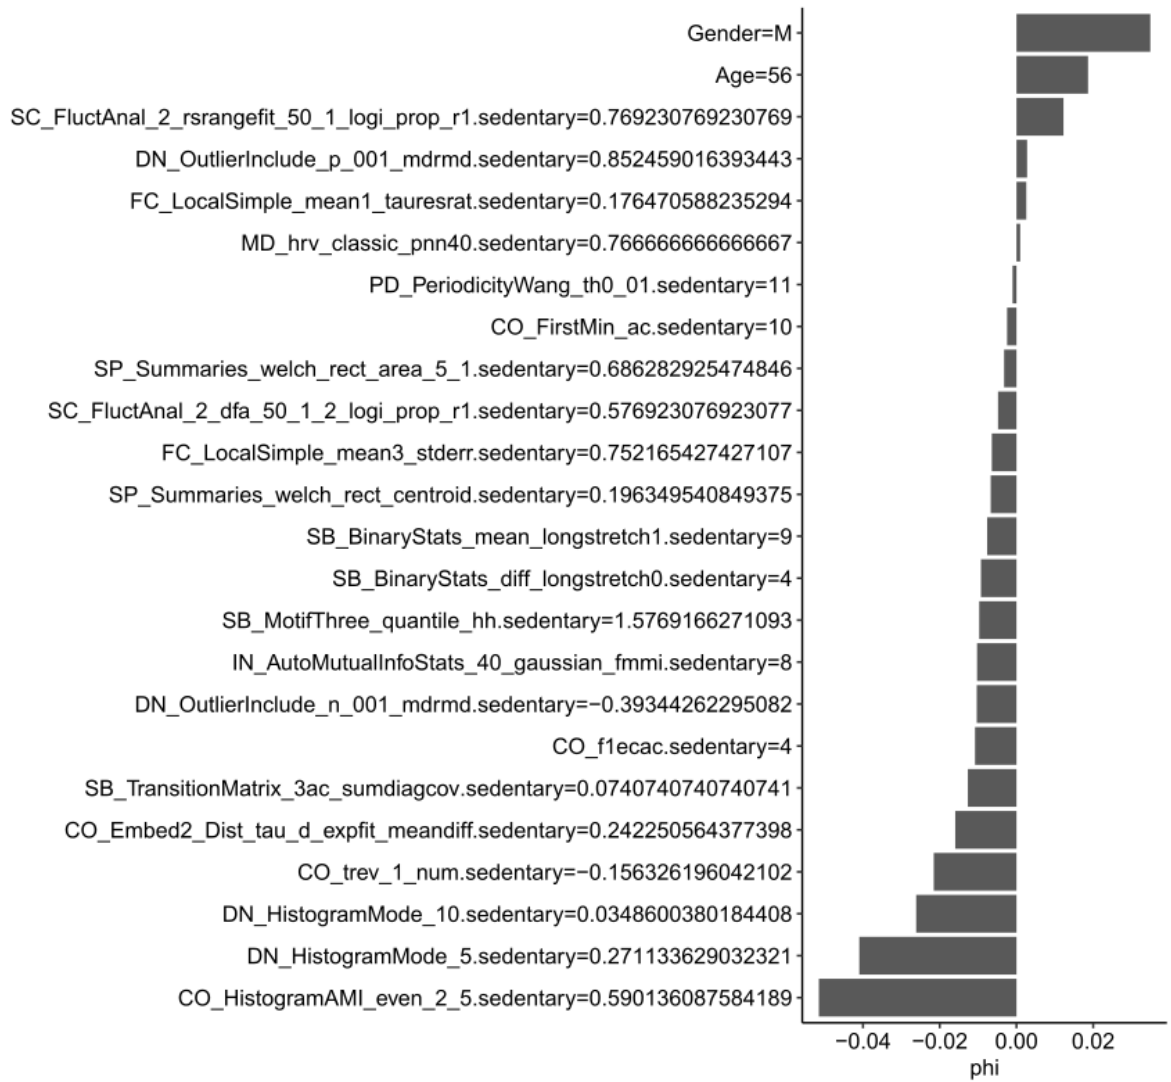 Gender=M
Age=56
SC_FluctAnal_2_rsrangefit_50_1_logi_prop_r1.sedentary=0.769230769230769
DN_OutlierInclude_p_001_mdrmd.sedentary=0.852459016393443
FC_LocalSimple_mean1_tauresrat.sedentary=0.176470588235294
MD_hrv_classic_pnn40.sedentary=0.766666666666667
PD_PeriodicityWang_th0_01.sedentary=11
CO_FirstMin_ac.sedentary=10
SP_Summaries_welch_rect_area_5_1.sedentary=0.686282925474846
SC_FluctAnal_2_dfa_50_1_2_logi_prop_r1.sedentary=0.576923076923077
FC_LocalSimple_mean3_stderr.sedentary=0.752165427427107
SP_Summaries_welch_rect_centroid.sedentary=0.196349540849375
SB_BinaryStats_mean_longstretch1.sedentary=9
SB_BinaryStats_diff_longstretch0.sedentary=4
SB_MotifThree_quantile_hh.sedentary=1.5769166271093
IN_AutoMutualInfoStats_40_gaussian_fmmi.sedentary=8
DN_OutlierInclude_n_001_mdrmd.sedentary=−0.39344262295082
CO_f1ecac.sedentary=4
SB_TransitionMatrix_3ac_sumdiagcov.sedentary=0.0740740740740741
CO_Embed2_Dist_tau_d_expfit_meandiff.sedentary=0.242250564377398
CO_trev_1_num.sedentary=−0.156326196042102
DN_HistogramMode_10.sedentary=0.0348600380184408
DN_HistogramMode_5.sedentary=0.271133629032321
CO_HistogramAMI_even_2_5.sedentary=0.590136087584189
−0.04 −0.02 0.00 0.02
phi